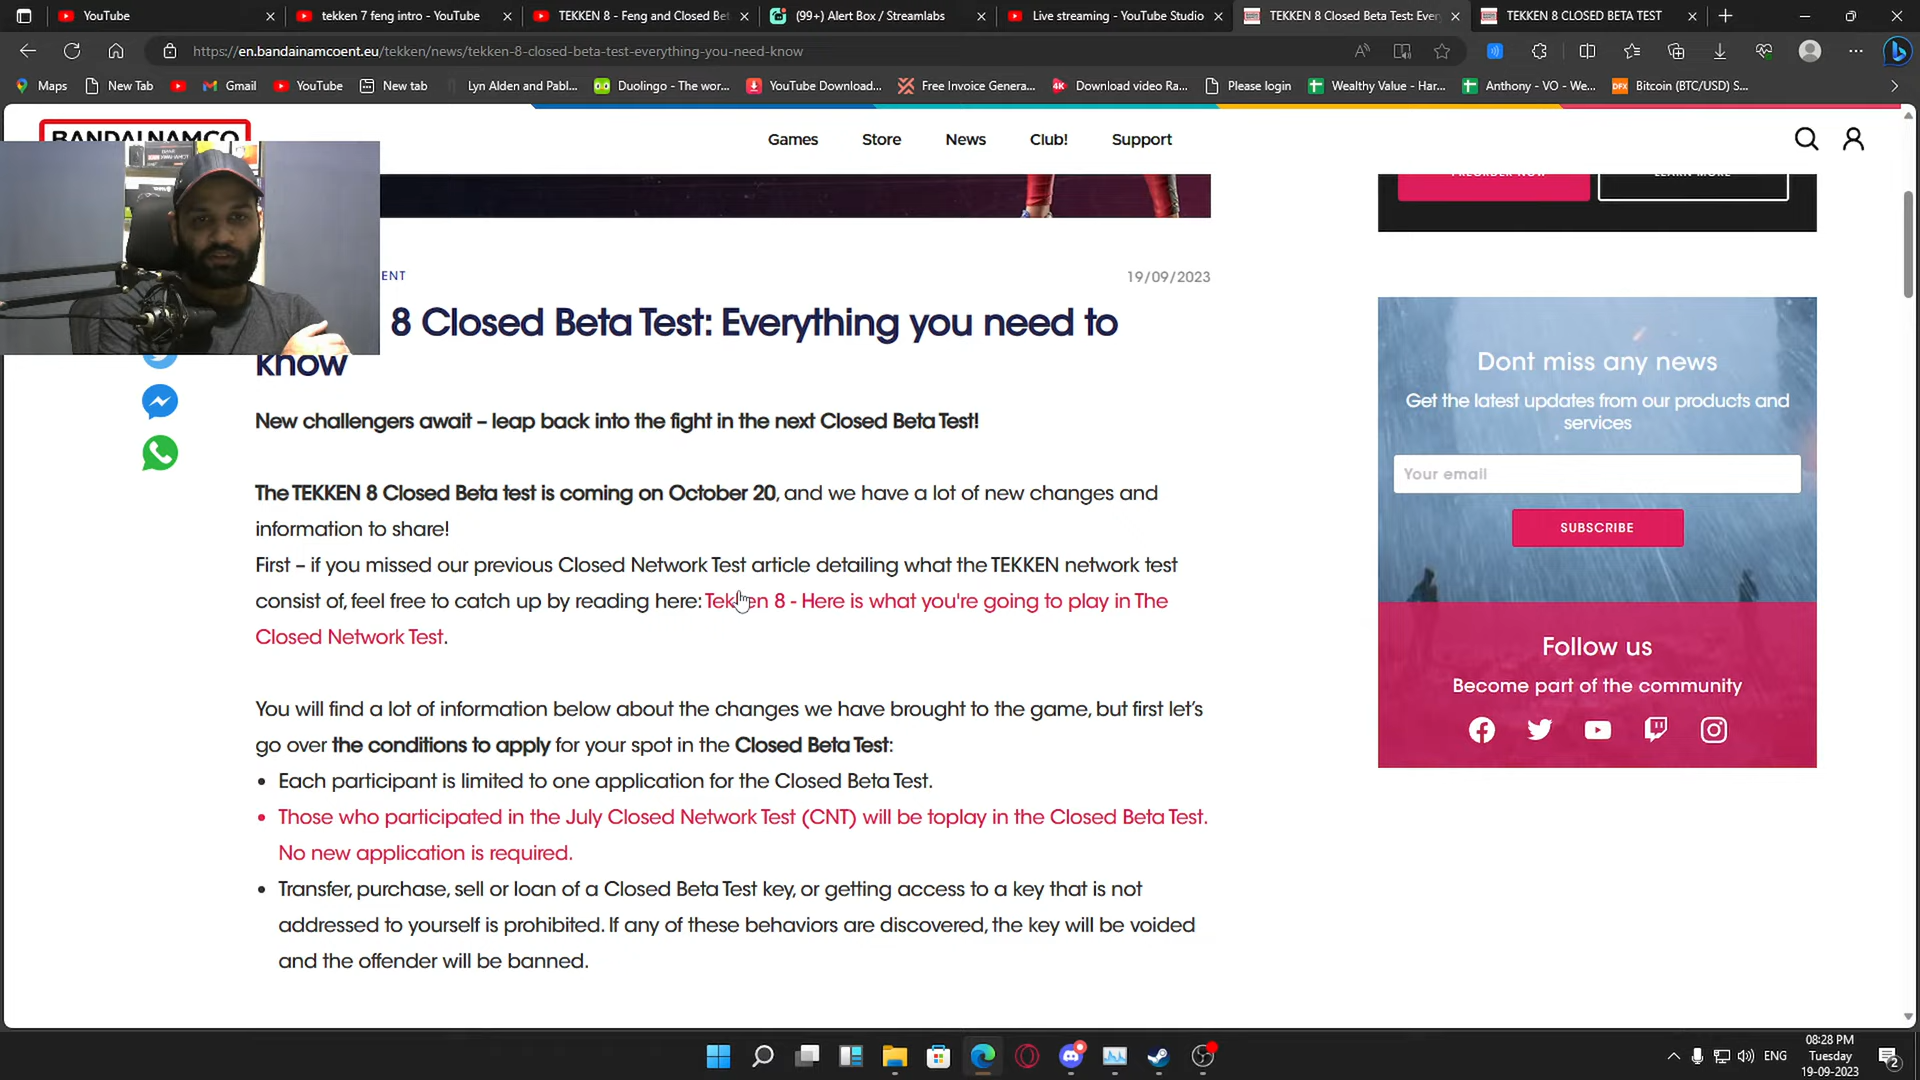 YouTube
tekken 7 feng intro - YouTube
TEKKEN 8 - Feng and Closed Bet
(99+) Alert Box / Streamlabs
Live streaming - YouTube Studio
TEKKEN 8 Closed Beta Test: Ever
TEKKEN 8 CLOSED BETA TEST
https://en.bandainamcoent.eu/tekken/news/tekken-8-closed-beta-test-everything-you-need-know
Maps
New Tab
Gmail
YouTube
New tab
Lyn Alden and Pabl...
Duolingo - The wor...
YouTube Download...
Free Invoice Genera...
Download video Ra...
Please login
Wealthy Value - Har...
Anthony - VO - We...
Bitcoin (BTC/USD) S...
BANDAI NAMCO
Games
Store
News
Club!
Support
PREORDER NOW
LEARN MORE
ENT
19/09/2023
8 Closed Beta Test: Everything you need to
know
New challengers await – leap back into the fight in the next Closed Beta Test!
The TEKKEN 8 Closed Beta test is coming on October 20, and we have a lot of new changes and
information to share!
First – if you missed our previous Closed Network Test article detailing what the TEKKEN network test
consist of, feel free to catch up by reading here: Tekken 8 - Here is what you're going to play in The
Closed Network Test.
You will find a lot of information below about the changes we have brought to the game, but first let's
go over the conditions to apply for your spot in the Closed Beta Test:
• Each participant is limited to one application for the Closed Beta Test.
• Those who participated in the July Closed Network Test (CNT) will be toplay in the Closed Beta Test.
No new application is required.
• Transfer, purchase, sell or loan of a Closed Beta Test key, or getting access to a key that is not
addressed to yourself is prohibited. If any of these behaviors are discovered, the key will be voided
and the offender will be banned.
Dont miss any news
Get the latest updates from our products and
services
Your email
SUBSCRIBE
Follow us
Become part of the community
ENG
08:28 PM
Tuesday
19-09-2023
2